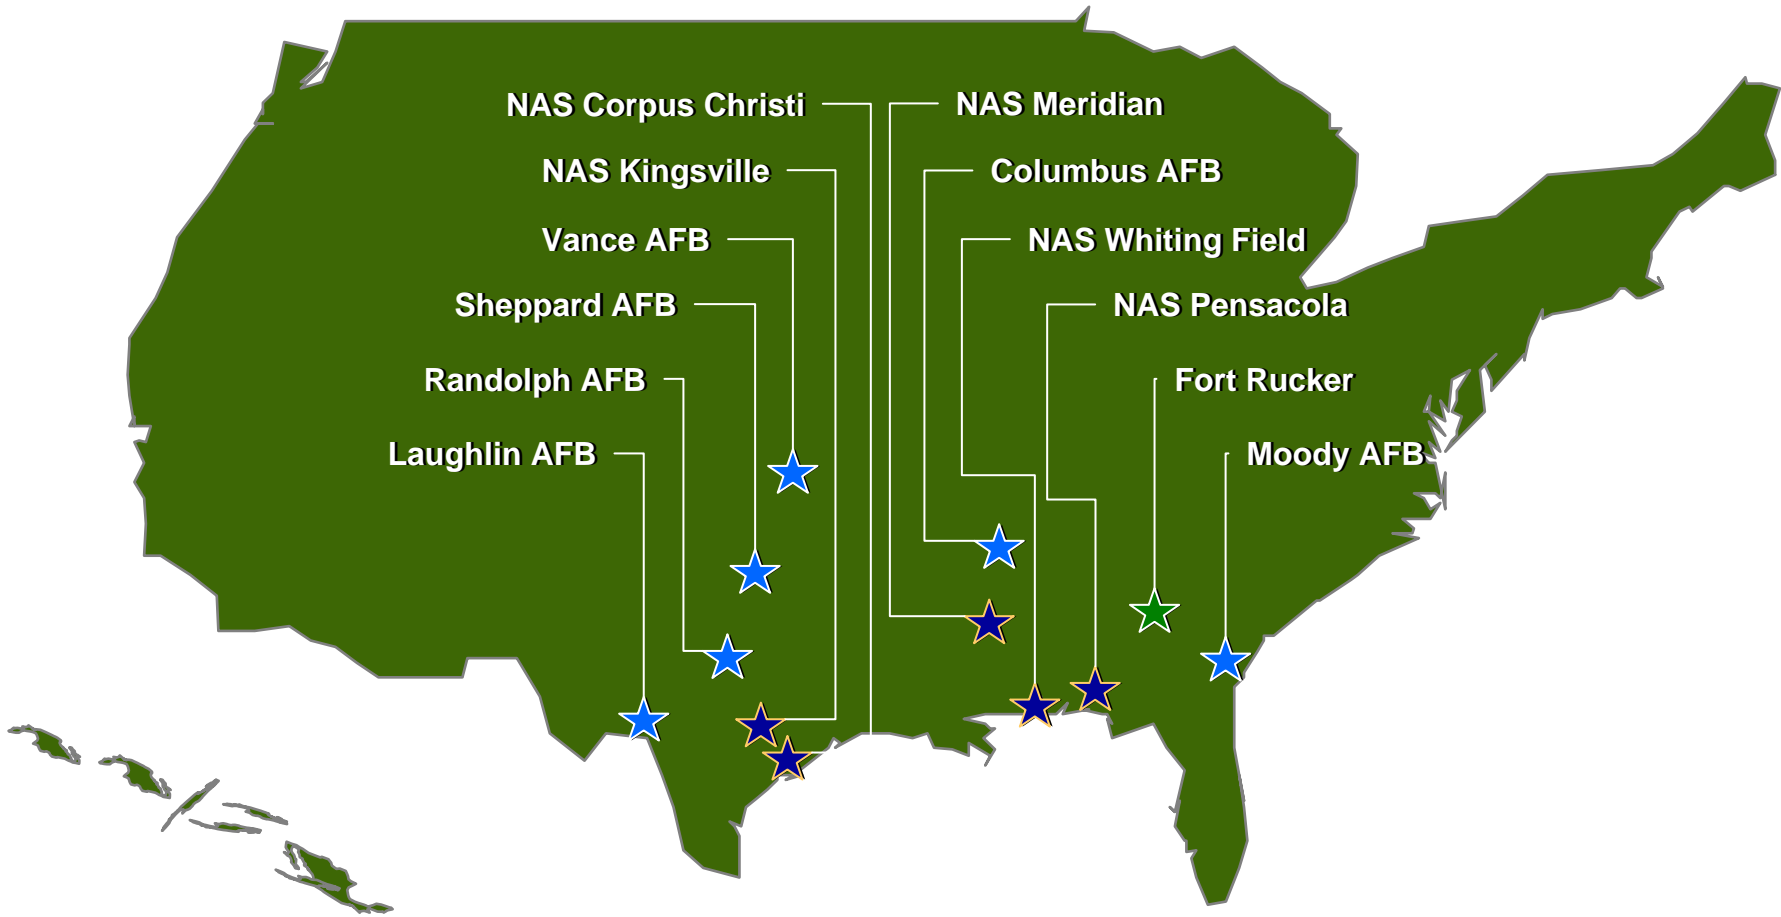 NAS Corpus Christi
NAS Kingsville
Vance AFB
Sheppard AFB
Randolph AFB
Laughlin AFB
NAS Meridian
Columbus AFB
NAS Whiting Field
NAS Pensacola
Fort Rucker
Moody AFB